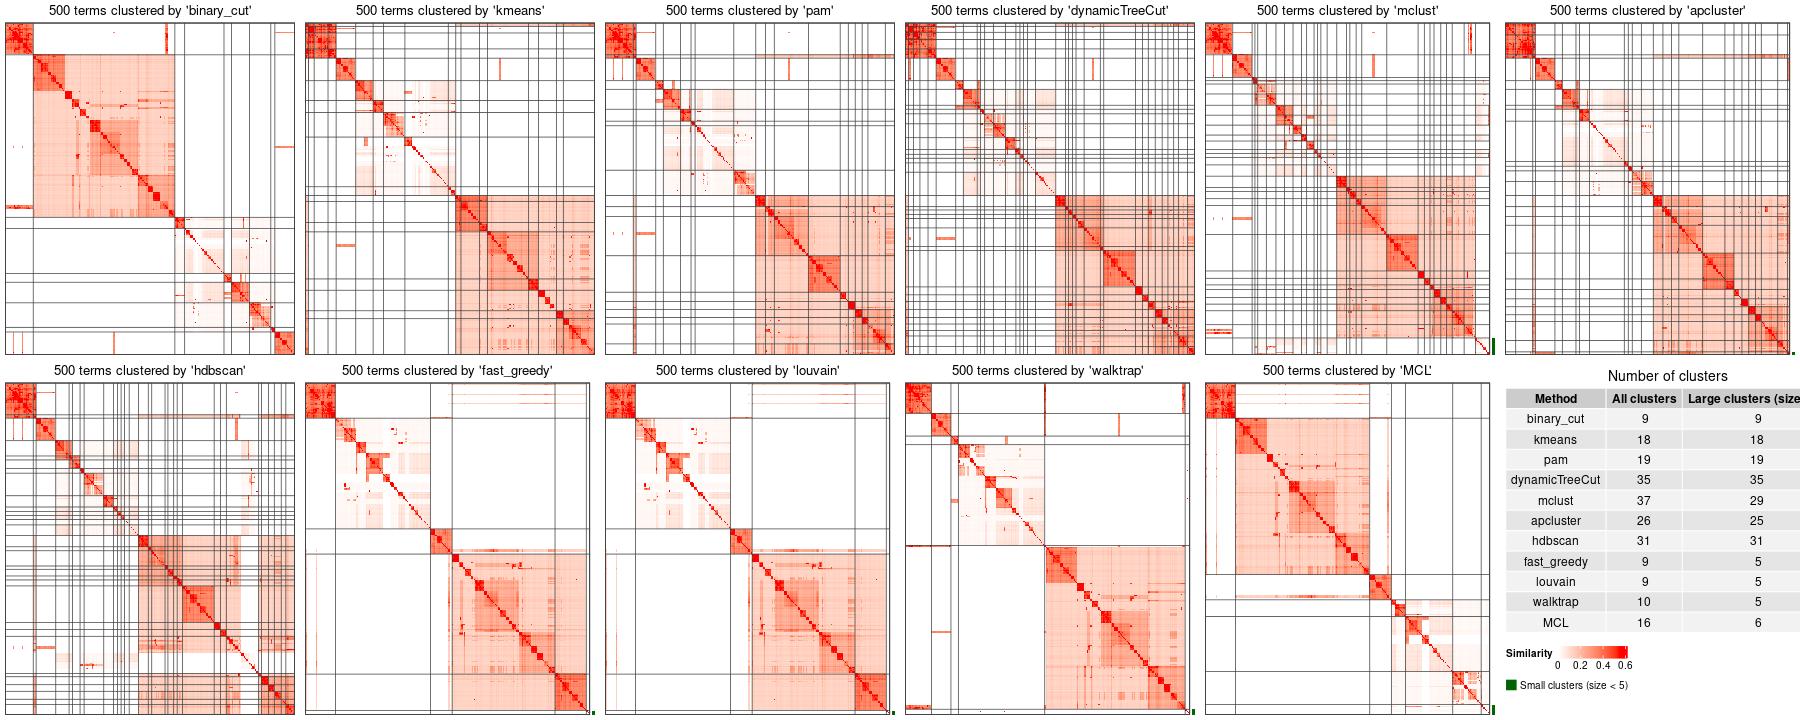 500 terms clustered by 'binary_cut'
500 terms clustered by 'kmeans'
500 terms clustered by 'pam'
500 terms clustered by 'dynamicTreeCut'
500 terms clustered by 'mclust'
500 terms clustered by 'apcluster'
500 terms clustered by 'hdbscan'
500 terms clustered by 'fast_greedy'
500 terms clustered by 'louvain'
500 terms clustered by 'walktrap'
500 terms clustered by 'MCL'
Number of clusters
Method All clusters Large clusters (size
binary_cut 9 9
kmeans 18 18
pam 19 19
dynamicTreeCut 35 35
mclust 37 29
apcluster 26 25
hdbscan 31 31
fast_greedy 9 5
louvain 9 5
walktrap 10 5
MCL 16 6
Similarity
0 0.2 0.4 0.6
Small clusters (size < 5)